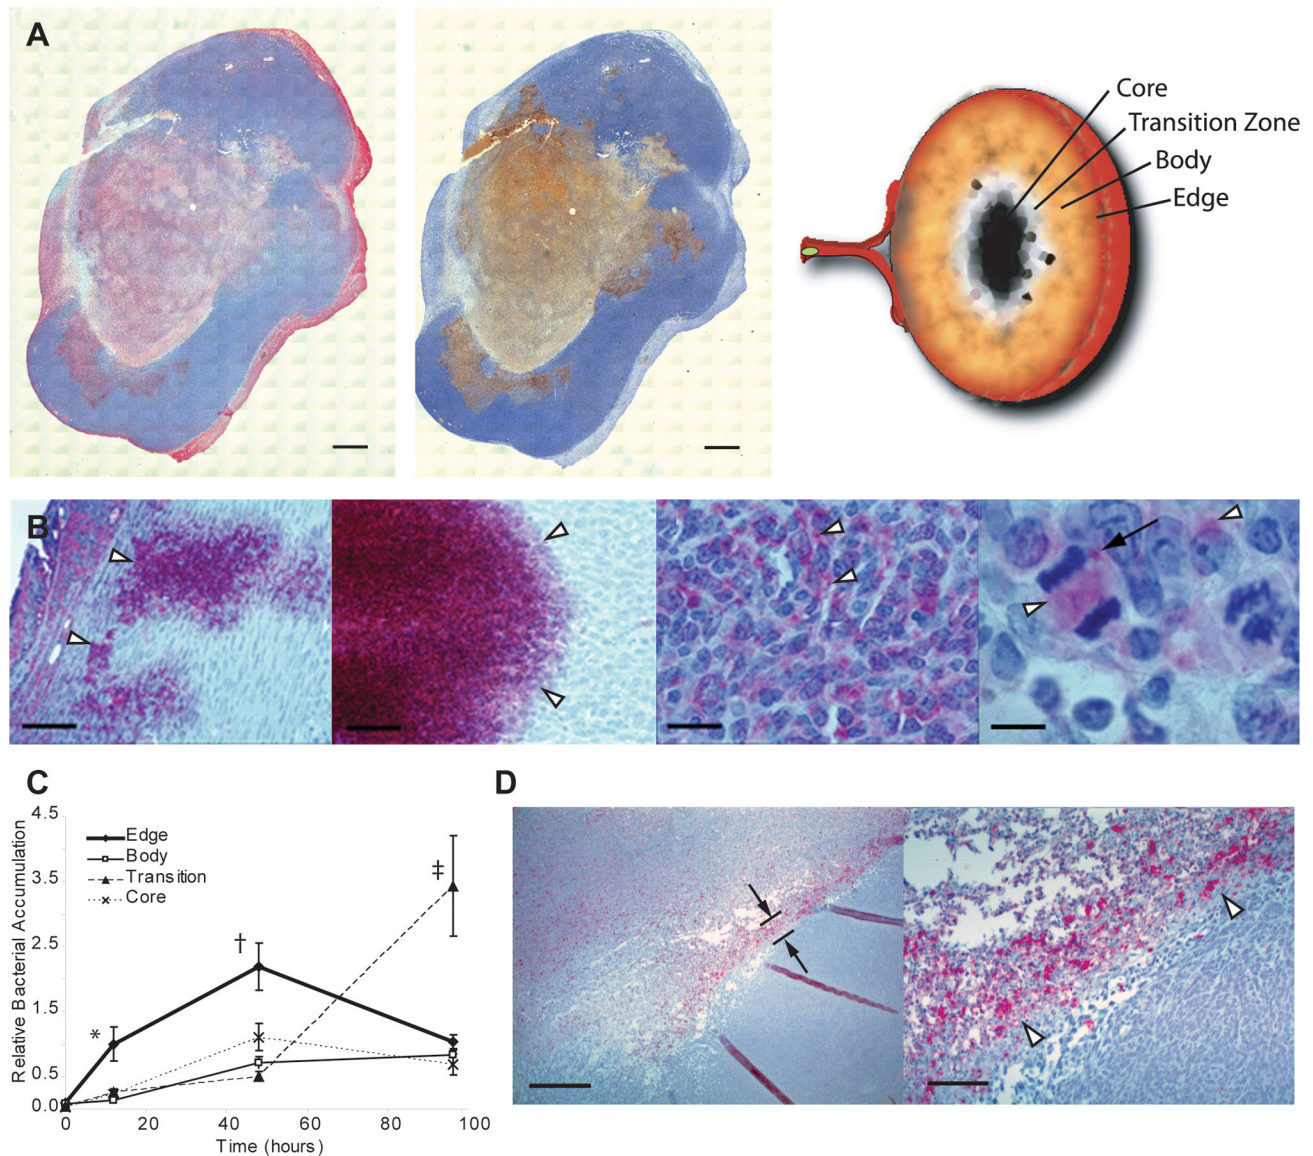 A
Core
Transition Zone
Body
Edge
B
C
Relative Bacterial Accumulation
4.5
3.5
2.5
1.5
0.5
0.0
Edge
Body
Transition
Core
*
†
‡
0
20
40
60
80
100
Time (hours)
D